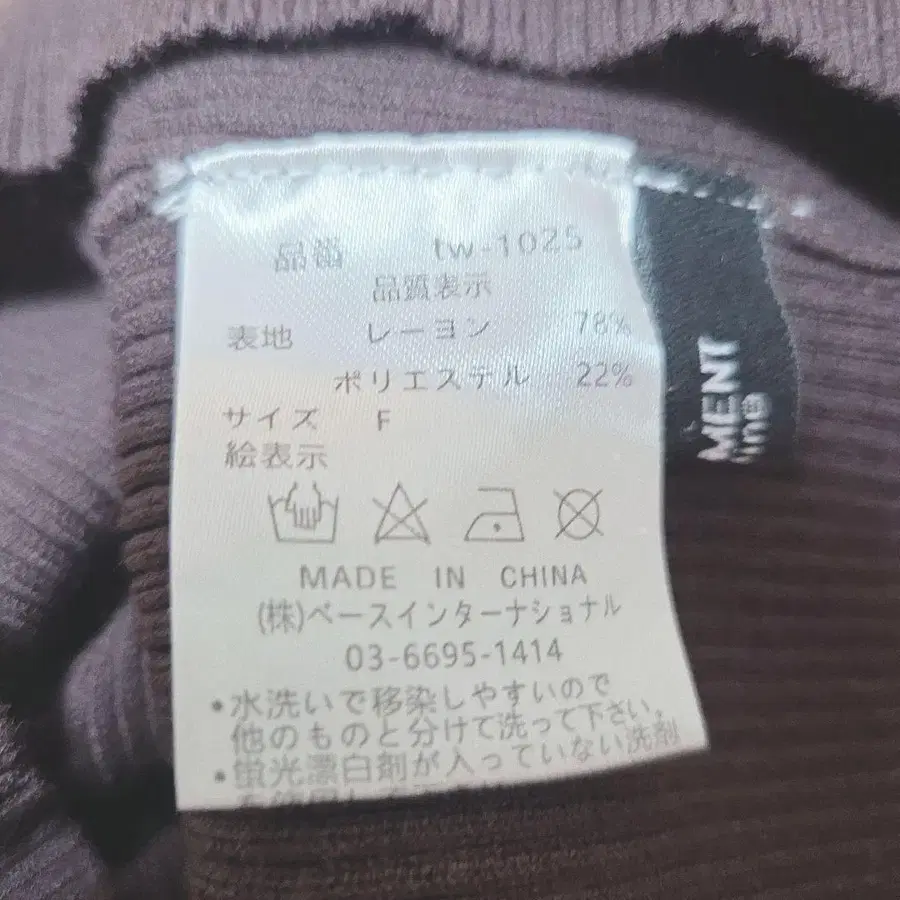 品番 tw-1025
品質表示
表地 レーヨン 78%
ポリエステル 22%
サイズ F
絵表示
MADE IN CHINA
(株)ペースインターナショナル
03-6695-1414
•水洗いで移染しやすいので
他のものと分けて洗って下さい。
•蛍光漂白剤が入っていない洗剤
MENT
ing